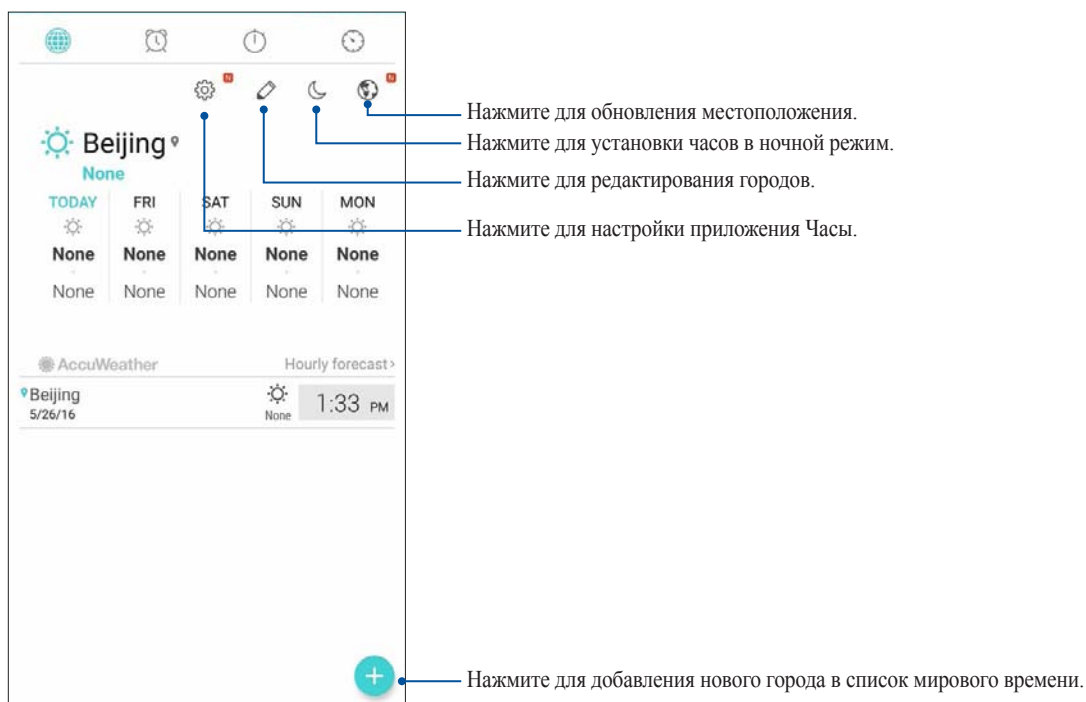 N N
Нажмите для обновления местоположения.
Нажмите для установки часов в ночной режим.
Нажмите для редактирования городов.
Нажмите для настройки приложения Часы.
Beijing
None
TODAY FRI SAT SUN MON
None None None None None
None None None None None
AccuWeather Hourly forecast >
Beijing
5/26/16
None
1:33 PM
+
Нажмите для добавления нового города в список мирового времени.